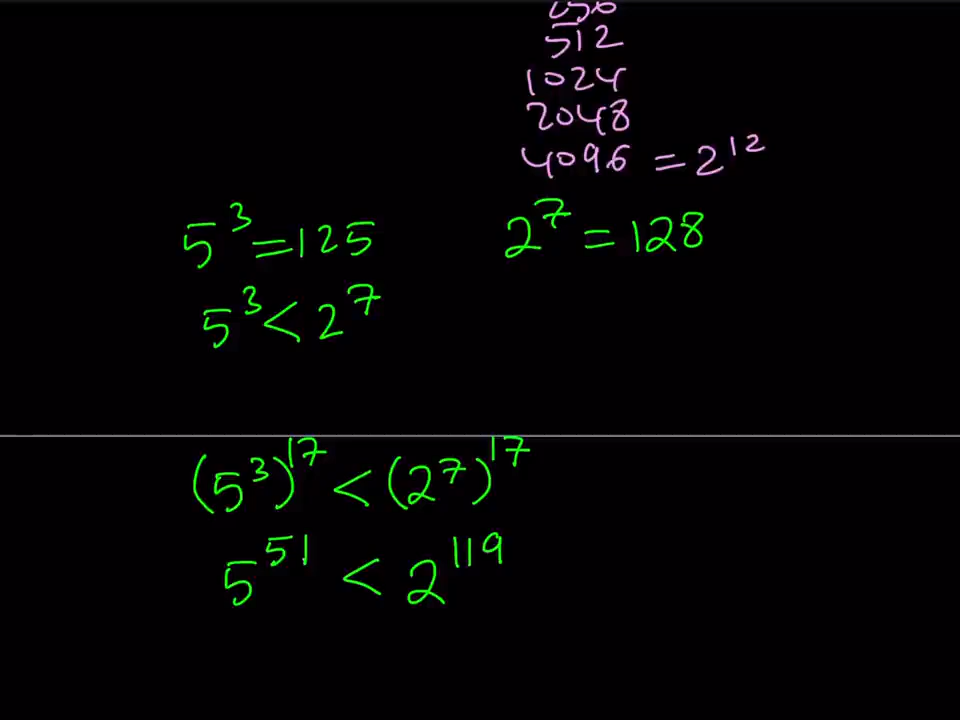 512
1024
2048
4096 = 2^12
5^3 = 125
2^7 = 128
5^3 < 2^7
(5^3)^17 < (2^7)^17
5^51 < 2^119